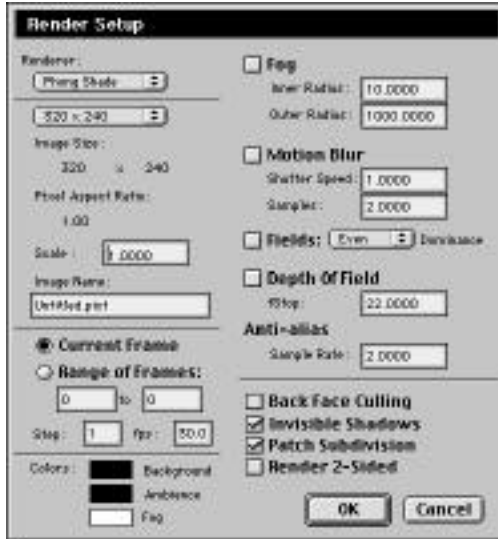 Render Setup
Renderer:
Phong Shade
320 x 240
Image Size:
320 x 240
Pixel Aspect Ratio:
1.00
Scale: 1.0000
Image Name:
Untitled.pict
Current Frame
Range of Frames:
0 to 0
Step: 1 fps: 30.0
Colors: Background
Ambience
Fog
Fog
Inner Radius: 10.0000
Outer Radius: 1000.0000
Motion Blur
Shutter Speed: 1.0000
Samples: 2.0000
Fields: Even Dominance
Depth Of Field
fStop: 22.0000
Anti-alias
Sample Rate: 2.0000
Back Face Culling
Invisible Shadows
Patch Subdivision
Render 2-Sided
OK Cancel